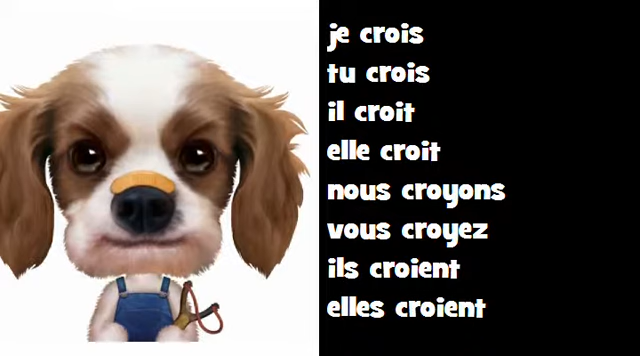 je crois
tu crois
il croit
elle croit
nous croyons
vous croyez
ils croient
elles croient